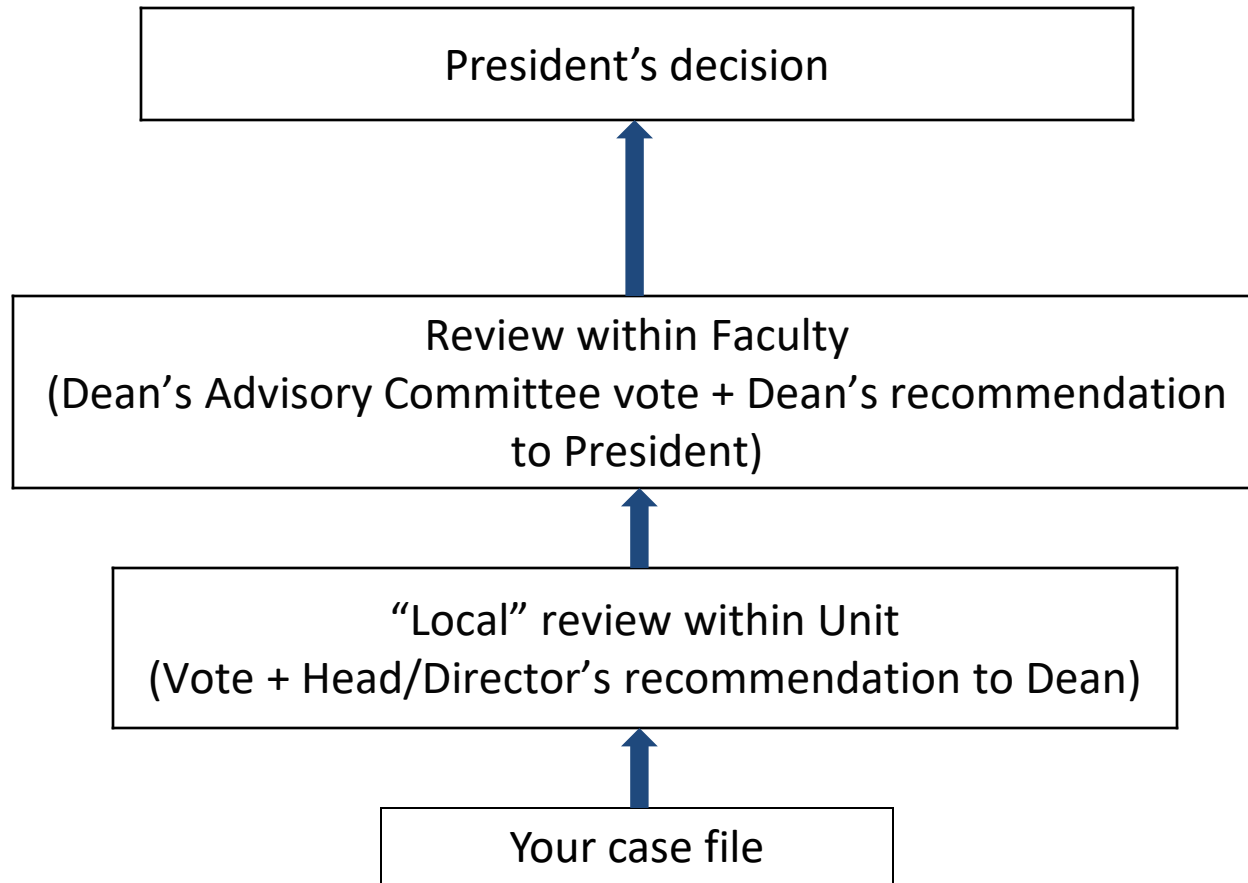 President’s decision
Review within Faculty
(Dean’s Advisory Committee vote + Dean’s recommendation
to President)
“Local” review within Unit
(Vote + Head/Director’s recommendation to Dean)
Your case file